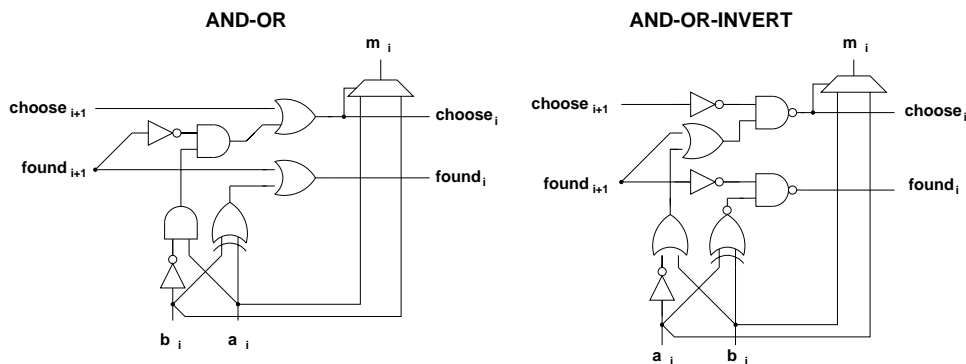 AND-OR
AND-OR-INVERT
m i
m i
choose i+1
choose i
choose i+1
choose i
found i+1
found i
found i+1
found i
b i
a i
a i
b i